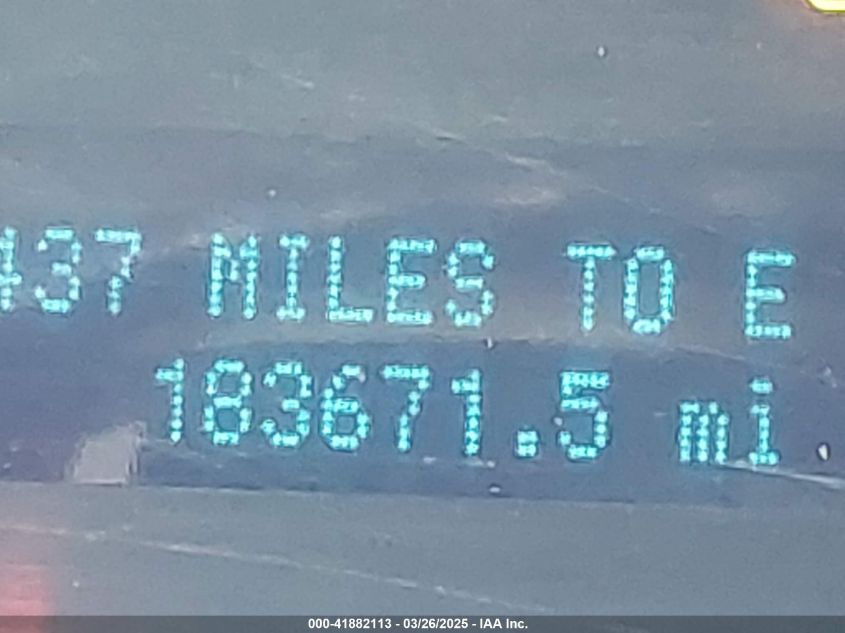 437 MILES TO E
183671.5 mi
000-41882113 - 03/26/2025 - IAA Inc.